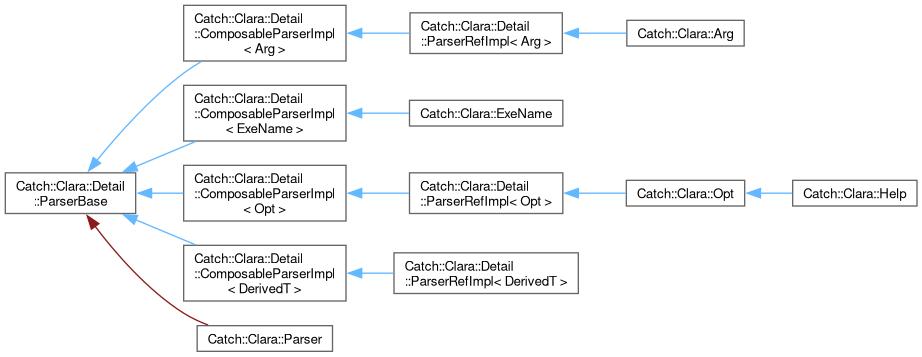 Catch::Clara::Detail
::ComposableParserImpl
< Arg >
Catch::Clara::Detail
::ParserRefImpl< Arg >
Catch::Clara::Arg
Catch::Clara::Detail
::ComposableParserImpl
< ExeName >
Catch::Clara::ExeName
Catch::Clara::Detail
::ParserBase
Catch::Clara::Detail
::ComposableParserImpl
< Opt >
Catch::Clara::Detail
::ParserRefImpl< Opt >
Catch::Clara::Opt
Catch::Clara::Help
Catch::Clara::Detail
::ComposableParserImpl
< DerivedT >
Catch::Clara::Detail
::ParserRefImpl< DerivedT >
Catch::Clara::Parser